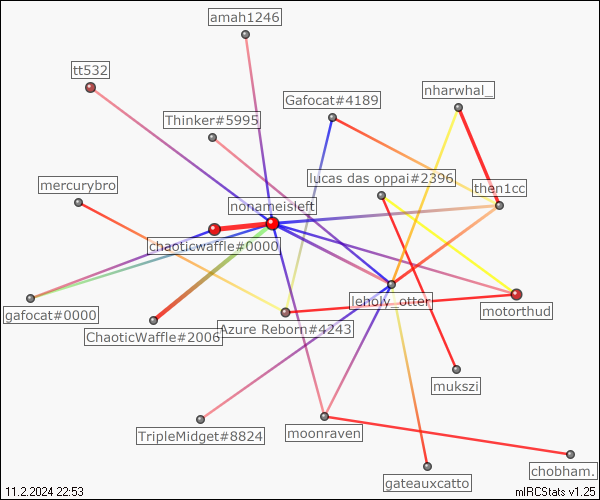 amah1246
tt532
nharwhal_
Gafocat#4189
Thinker#5995
lucas das oppai#2396
mercurybro
then1cc
nonameisleft
chaoticwaffle#0000
leholy_otter
gafocat#0000
motorthud
ChaoticWaffle#2006
Azure Reborn#4243
mukszi
TripleMidget#8824
moonraven
chobham.
gateauxcatto
11.2.2024 22:53
mIRCStats v1.25